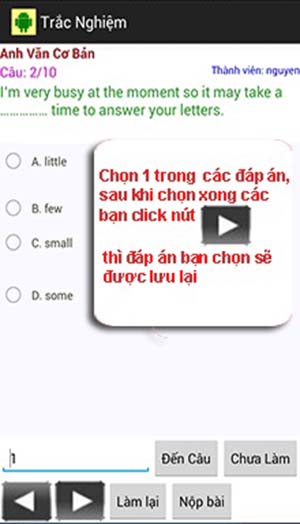 Trắc Nghiệm
Anh Văn Cơ Bản
Câu: 2/10
Thành viên: nguyen
I'm very busy at the moment so it may take a
............... time to answer your letters.
A. little
B. few
C. small
D. some
Chọn 1 trong các đáp án,
sau khi chọn xong các
bạn click nút
thì đáp án bạn chọn sẽ
được lưu lại
1
Đến Câu
Chưa Làm
Làm lại
Nộp bài